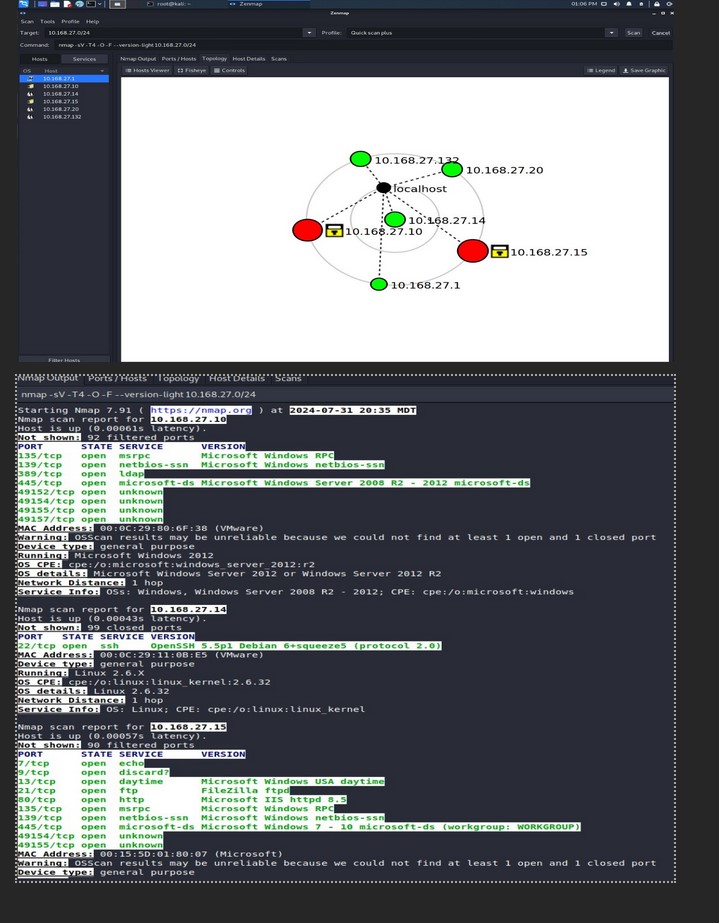 root@kali: ~
Zenmap
01:06 PM
Zenmap
Scan Tools Profile Help
Target: 10.168.27.0/24 Profile: Quick scan plus Scan Cancel
Command: nmap -sV -T4 -O -F --version-light 10.168.27.0/24
Hosts Services
Nmap Output Ports / Hosts Topology Host Details Scans
OS Host
Hosts Viewer Fisheye Controls Legend Save Graphic
10.168.27.1
10.168.27.10
10.168.27.14
10.168.27.15
10.168.27.20
10.168.27.132
10.168.27.132
10.168.27.20
localhost
10.168.27.14
10.168.27.10
10.168.27.15
10.168.27.1
Filter Hosts
Nmap Output Ports / Hosts Topology Host Details Scans
nmap -sV -T4 -O -F --version-light 10.168.27.0/24
Starting Nmap 7.91 ( https://nmap.org ) at 2024-07-31 20:35 MDT
Nmap scan report for 10.168.27.10
Host is up (0.00061s latency).
Not shown: 92 filtered ports
PORT STATE SERVICE VERSION
135/tcp open msrpc Microsoft Windows RPC
139/tcp open netbios-ssn Microsoft Windows netbios-ssn
389/tcp open ldap
445/tcp open microsoft-ds Microsoft Windows Server 2008 R2 - 2012 microsoft-ds
49152/tcp open unknown
49154/tcp open unknown
49155/tcp open unknown
49157/tcp open unknown
MAC Address: 00:0C:29:80:6F:38 (VMware)
Warning: OSScan results may be unreliable because we could not find at least 1 open and 1 closed port
Device type: general purpose
Running: Microsoft Windows 2012
OS CPE: cpe:/o:microsoft:windows_server_2012:r2
OS details: Microsoft Windows Server 2012 or Windows Server 2012 R2
Network Distance: 1 hop
Service Info: OSs: Windows, Windows Server 2008 R2 - 2012; CPE: cpe:/o:microsoft:windows
Nmap scan report for 10.168.27.14
Host is up (0.00043s latency).
Not shown: 99 closed ports
PORT STATE SERVICE VERSION
22/tcp open ssh OpenSSH 5.5p1 Debian 6+squeeze5 (protocol 2.0)
MAC Address: 00:0C:29:11:0B:E5 (VMware)
Device type: general purpose
Running: Linux 2.6.X
OS CPE: cpe:/o:linux:linux_kernel:2.6.32
OS details: Linux 2.6.32
Network Distance: 1 hop
Service Info: OS: Linux; CPE: cpe:/o:linux:linux_kernel
Nmap scan report for 10.168.27.15
Host is up (0.00057s latency).
Not shown: 90 filtered ports
PORT STATE SERVICE VERSION
7/tcp open echo
9/tcp open discard?
13/tcp open daytime Microsoft Windows USA daytime
21/tcp open ftp FileZilla ftpd
80/tcp open http Microsoft IIS httpd 8.5
135/tcp open msrpc Microsoft Windows RPC
139/tcp open netbios-ssn Microsoft Windows netbios-ssn
445/tcp open microsoft-ds Microsoft Windows 7 - 10 microsoft-ds (workgroup: WORKGROUP)
49154/tcp open unknown
49155/tcp open unknown
MAC Address: 00:15:5D:01:80:07 (Microsoft)
Warning: OSScan results may be unreliable because we could not find at least 1 open and 1 closed port
Device type: general purpose